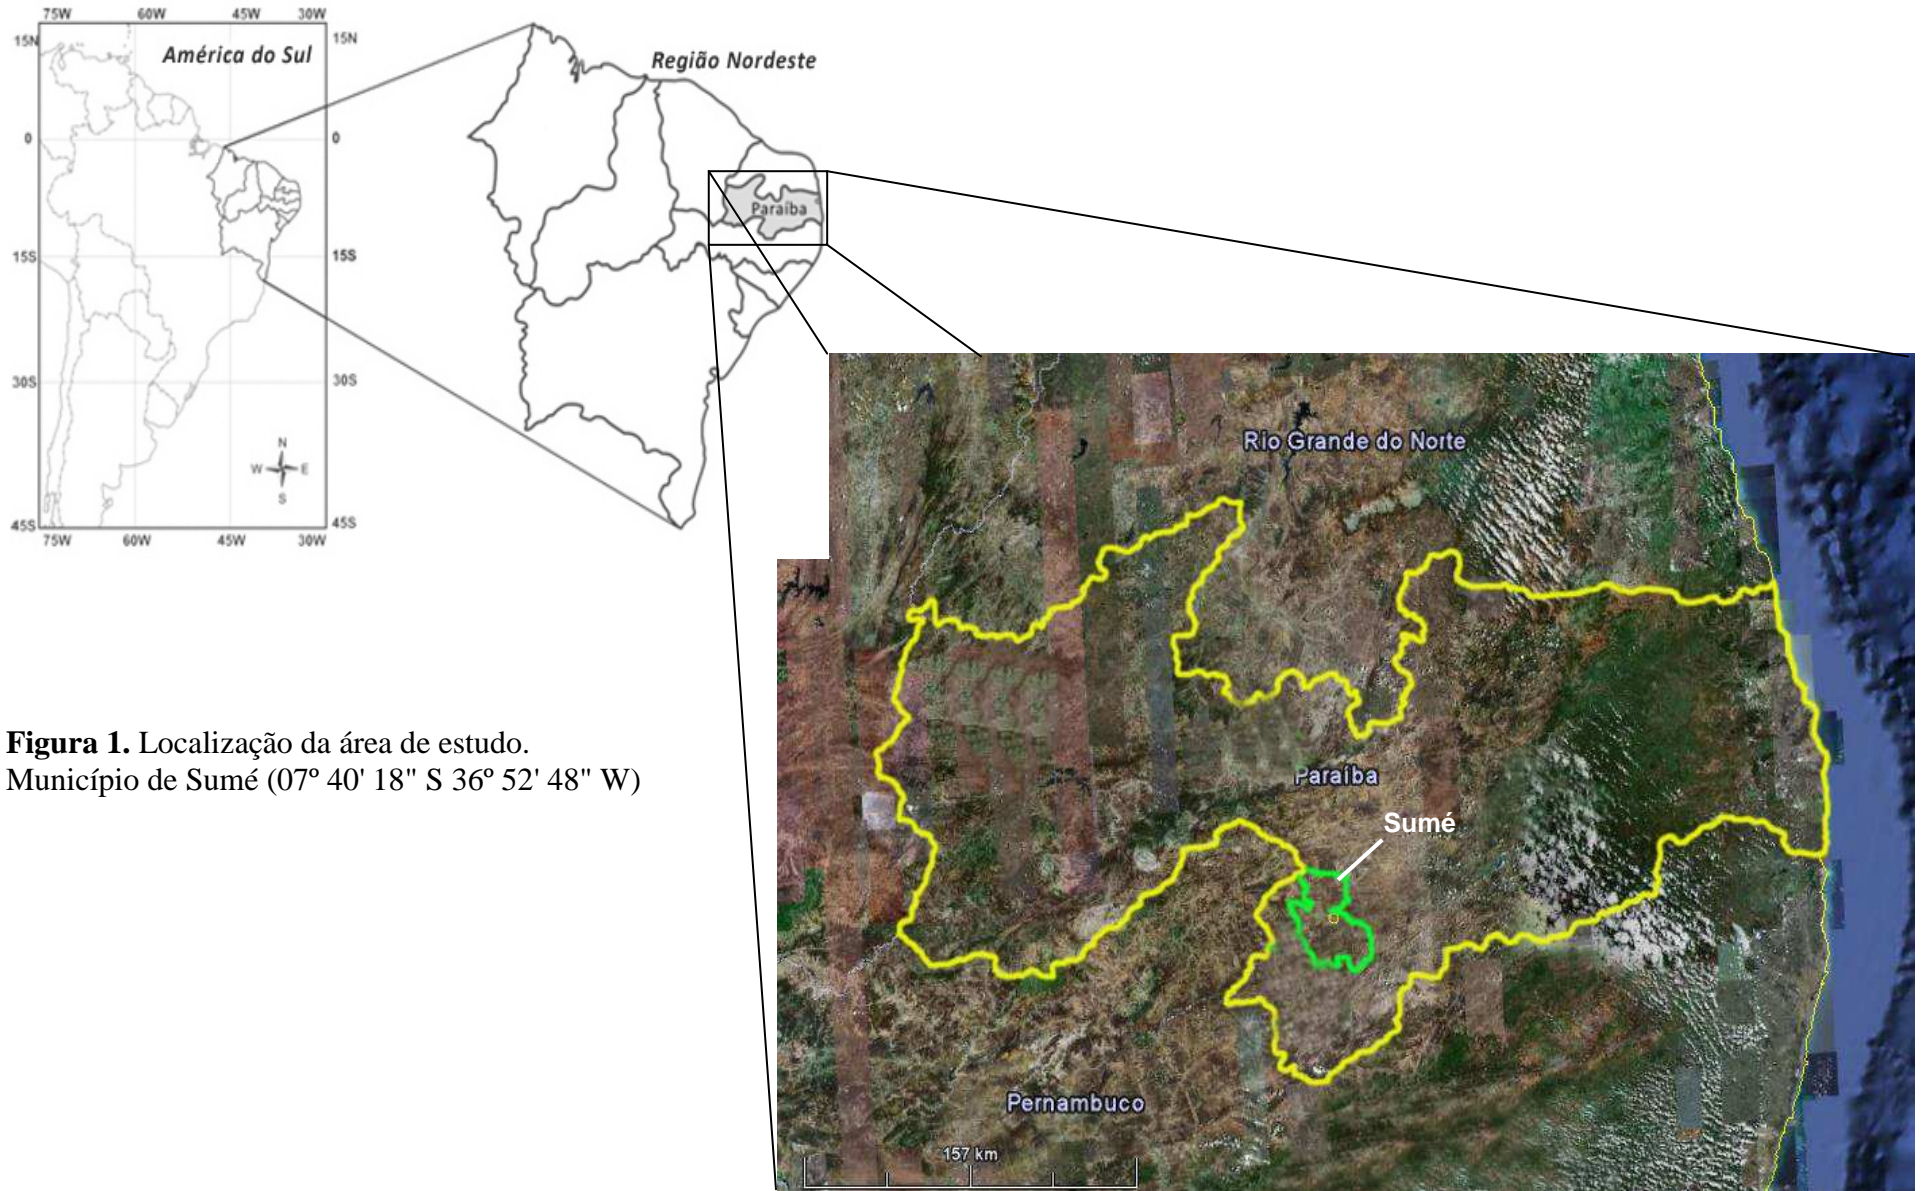 75W 60W 45W 30W
15N 15N
América do Sul
Região Nordeste
0 0
Paraíba
15S 15S
30S 30S
N
W E
S
45S 45S
75W 60W 45W 30W
Rio Grande do Norte
Figura 1. Localização da área de estudo.
Município de Sumé (07º 40' 18" S 36º 52' 48" W)
Paraíba
Sumé
Pernambuco
157 km